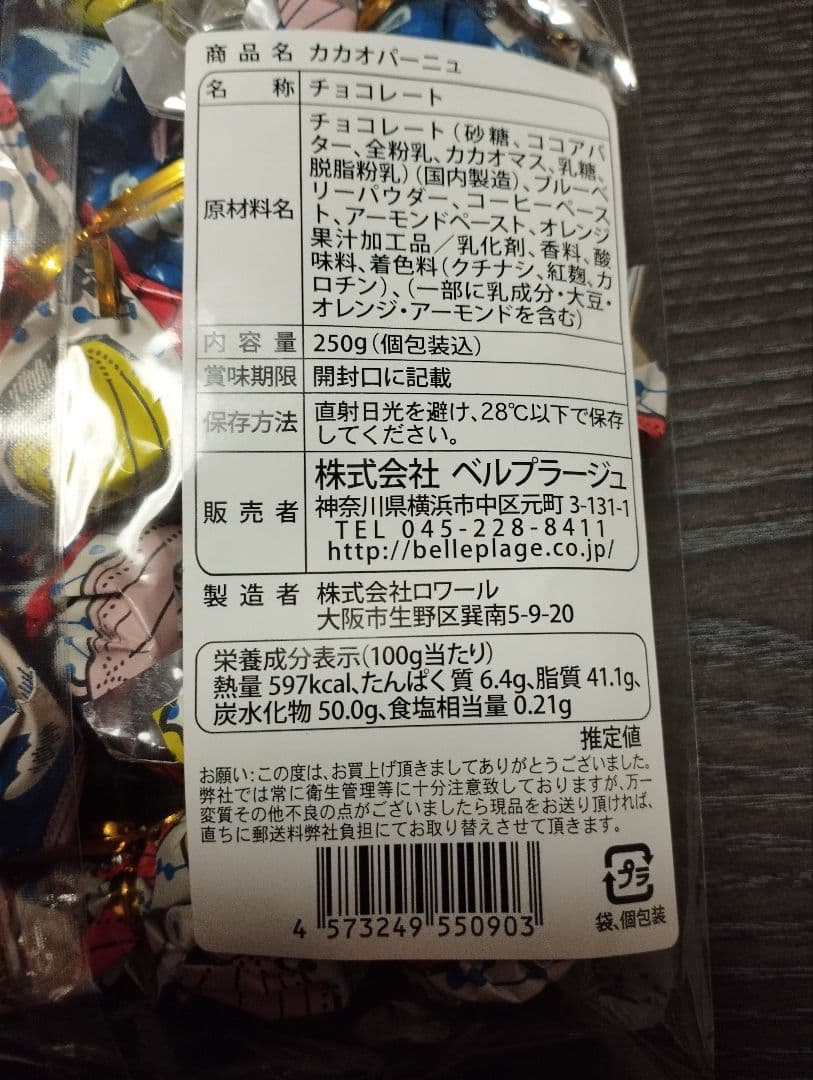 商品名 カカオパーニュ
名称 チョコレート
原材料名
チョコレート(砂糖、ココアバ
ター、全粉乳、カカオマス、乳糖、
脱脂粉乳)(国内製造)、ブルーベ
リーパウダー、コーヒーペース
ト、アーモンドペースト、オレンジ
果汁加工品/乳化剤、香料、酸
味料、着色料(クチナシ、紅麹、カ
ロチン)、(一部に乳成分・大豆・
オレンジ・アーモンドを含む)
内容量 250g(個包装込)
賞味期限 開封口に記載
保存方法 直射日光を避け、28℃以下で保存
してください。
販売者
株式会社 ベルプラージュ
神奈川県横浜市中区元町 3-131-1
TEL 045-228-8411
http://belleplage.co.jp/
製造者 株式会社ロワール
大阪市生野区巽南5-9-20
栄養成分表示(100g当たり)
熱量 597kcal、たんぱく質 6.4g、脂質 41.1g、
炭水化物 50.0g、食塩相当量 0.21g
推定値
お願い:この度は、お買上げ頂きましてありがとうございました。
弊社では常に衛生管理等に十分注意致しておりますが、万一
変質その他不良の点がございましたら現品をお送り頂ければ、
直ちに郵送料弊社負担にてお取り替えさせて頂きます。
プラ
袋、個包装
4 573249 550903